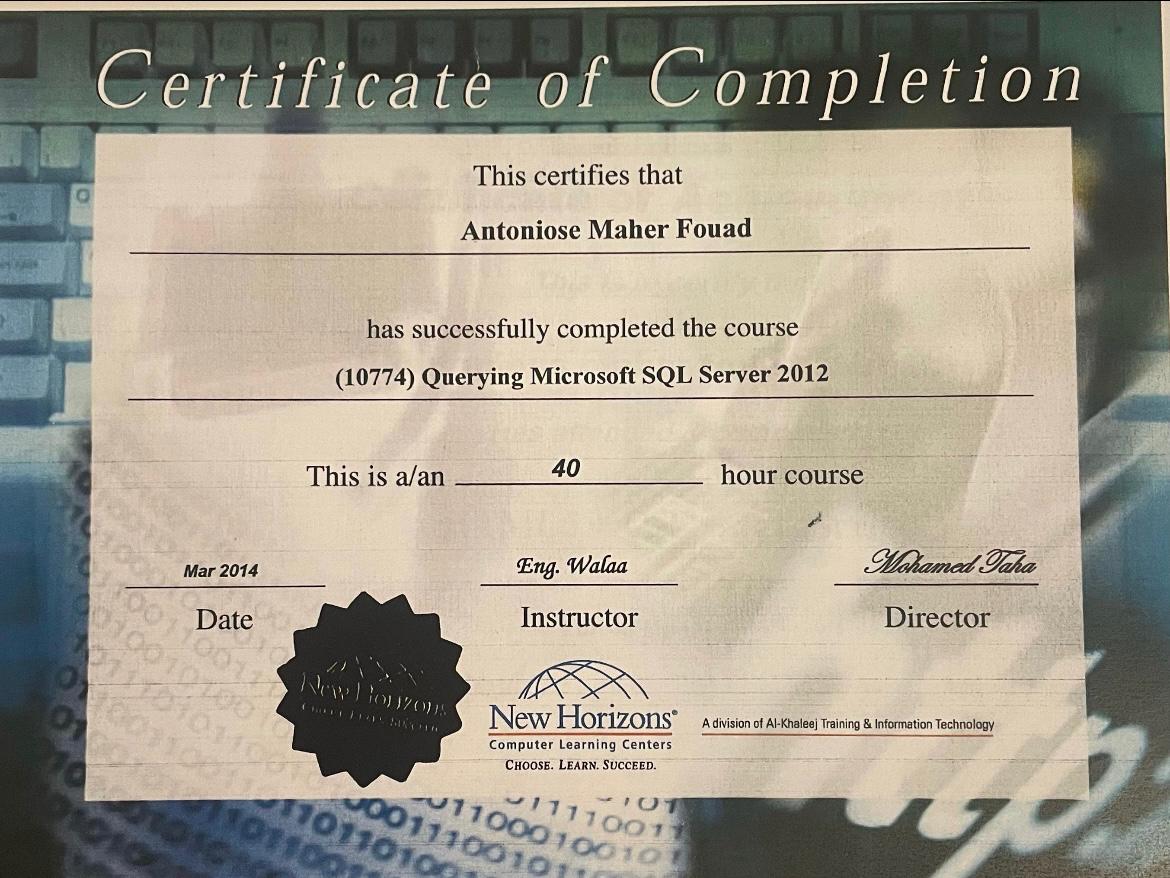 Certificate of Completion
This certifies that
Antoniose Maher Fouad
has successfully completed the course
(10774) Querying Microsoft SQL Server 2012
This is a/an 40 hour course
Mar 2014 Eng. Walaa Mohamed Taha
Date Instructor Director
New Horizons
New Horizons®
Computer Learning Centers
CHOOSE. LEARN. SUCCEED.
A division of Al-Khaleej Training & Information Technology
http